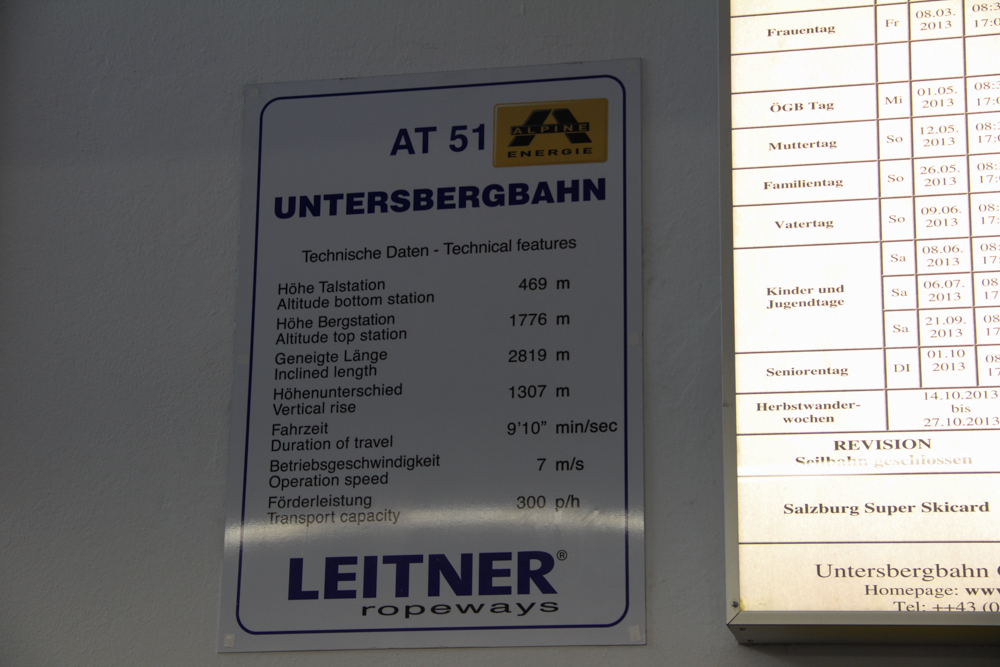 AT 51
ALPINE
ENERGIE
UNTERSBERGBAHN
Technische Daten - Technical features
Höhe Talstation
Altitude bottom station
469 m
Höhe Bergstation
Altitude top station
1776 m
Geneigte Länge
Inclined length
2819 m
Höhenunterschied
Vertical rise
1307 m
Fahrzeit
Duration of travel
9'10" min/sec
Betriebsgeschwindigkeit
Operation speed
7 m/s
Förderleistung
Transport capacity
300 p/h
LEITNER®
ropeways
Frauentag Fr 08.03. 2013
ÖGB Tag Mi 01.05. 2013
Muttertag So 12.05. 2013
Familientag So 26.05. 2013
Vatertag So 09.06. 2013
Kinder und
Jugendtage
Sa 08.06. 2013
Sa 06.07. 2013
Sa 21.09. 2013
Seniorentag DI 01.10 2013
Herbstwander-
wochen
14.10.2013
bis
27.10.2013
REVISION
Seilbahn geschlossen
Salzburg Super Skicard
Untersbergbahn
Homepage:
Tel: ++43